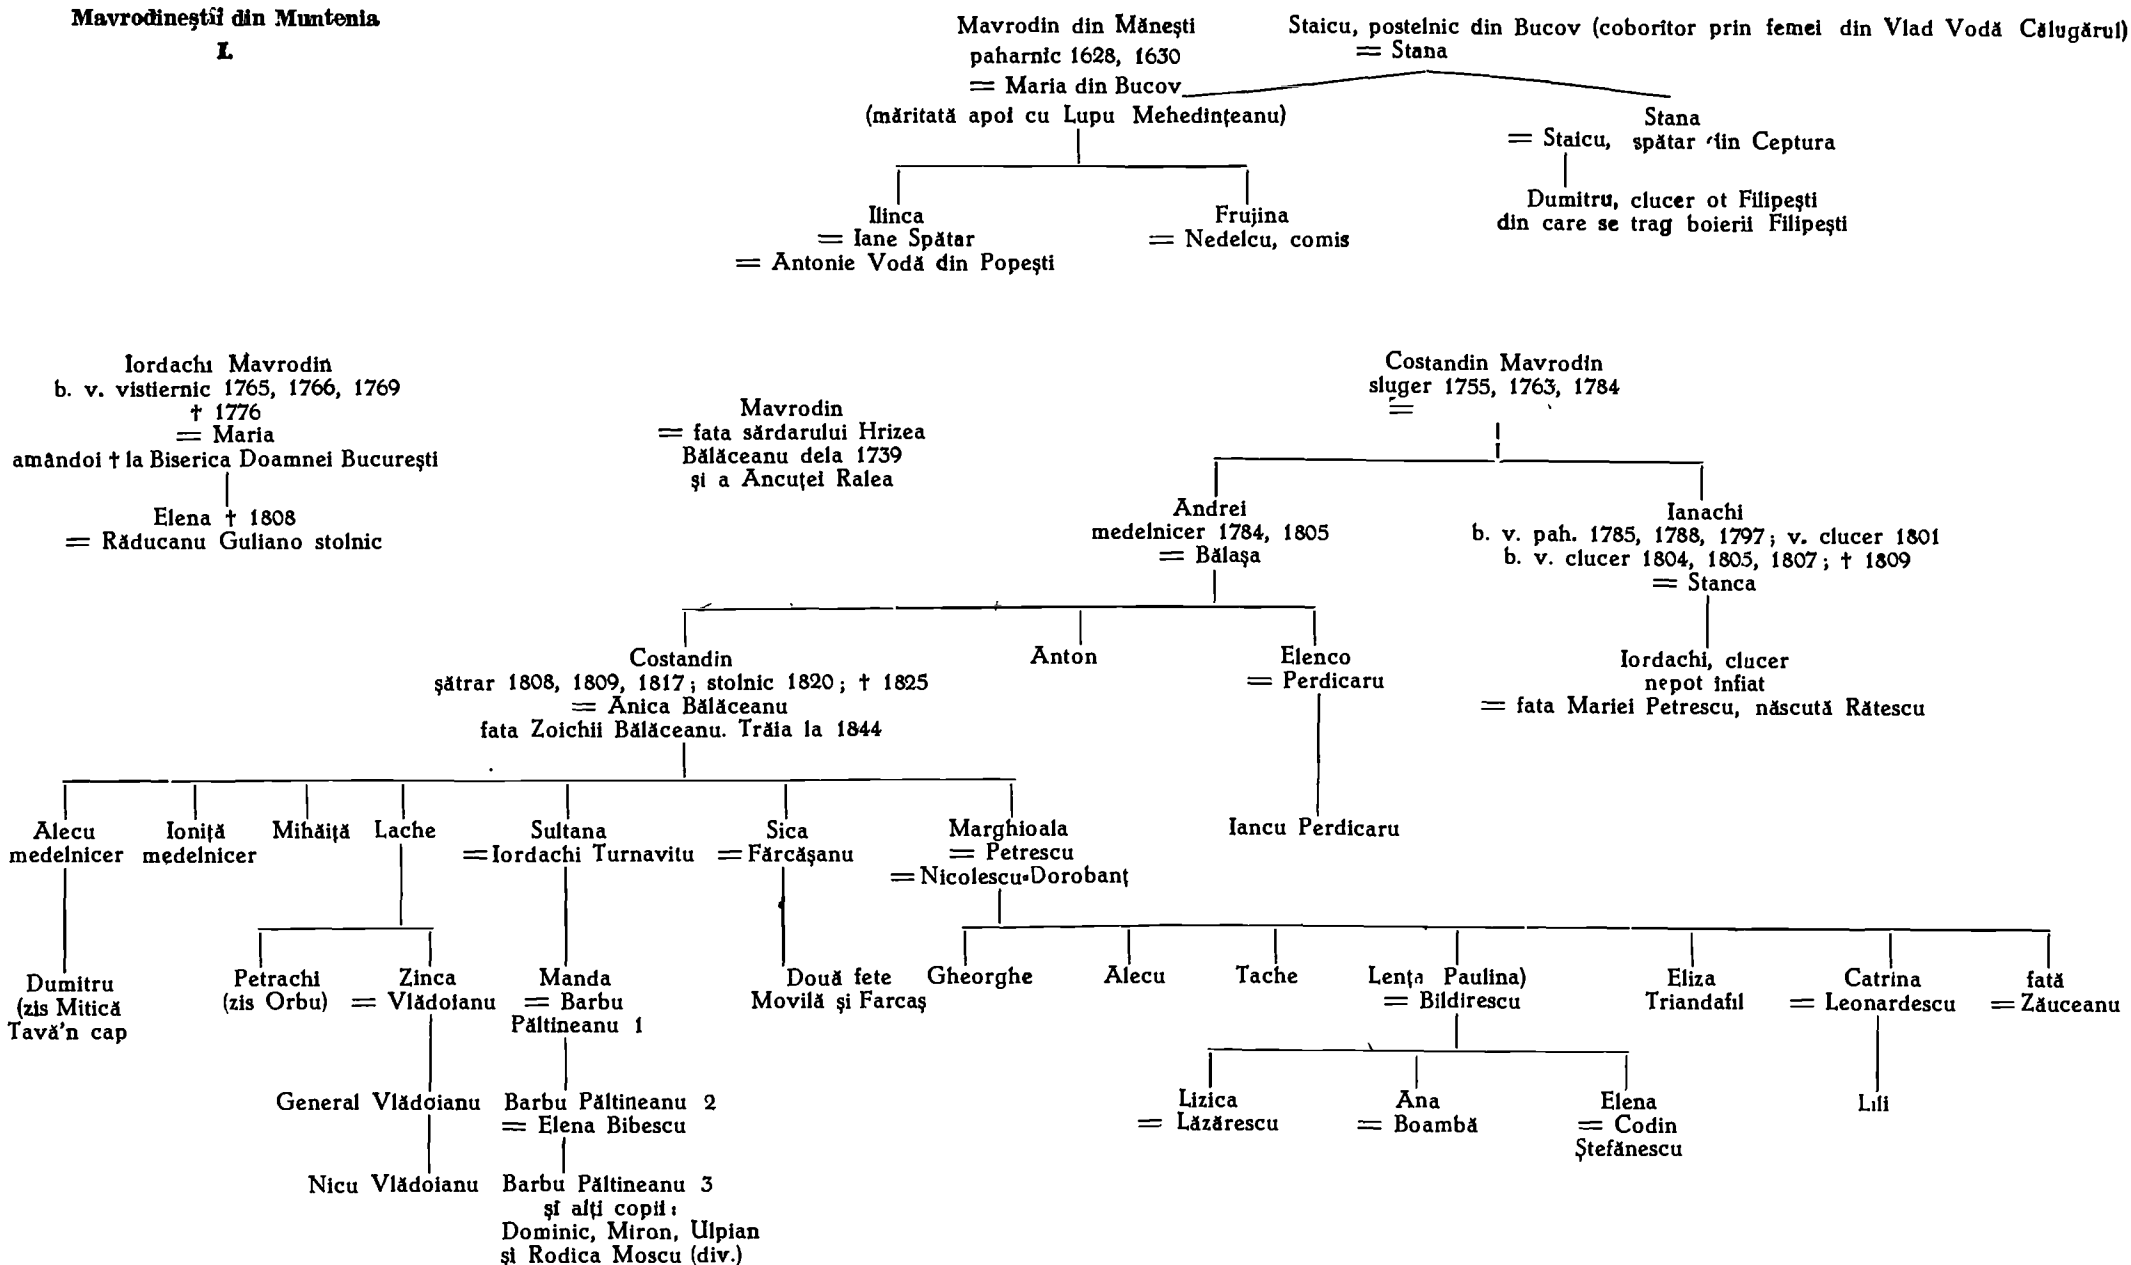 Mavrodineștii din Muntenia
I.
Mavrodin din Mănești
paharnic 1628, 1630
= Maria din Bucov
(măritată apoi cu Lupu Mehedințeanu)
Staicu, postelnic din Bucov (coboritor prin femei din Vlad Vodă Călugărul)
= Stana
Stana
= Staicu, spătar din Ceptura
Dumitru, clucer ot Filipești
din care se trag boierii Filipești
Ilinca
= Iane Spătar
= Antonie Vodă din Popești
Frujina
= Nedelcu, comis
Iordachi Mavrodin
b. v. vistiernic 1765, 1766, 1769
† 1776
= Maria
amândoi † la Biserica Doamnei București
Elena † 1808
= Răducanu Guliano stolnic
Mavrodin
= fata sărdarului Hrizea
Bălăceanu dela 1739
și a Ancuței Ralea
Costandin Mavrodin
sluger 1755, 1763, 1784
=
Andrei
medelnicer 1784, 1805
= Bălașa
Ianachi
b. v. pah. 1785, 1788, 1797; v. clucer 1801
b. v. clucer 1804, 1805, 1807; † 1809
= Stanca
Costandin
șătrar 1808, 1809, 1817; stolnic 1820; † 1825
= Anica Bălăceanu
fata Zoichii Bălăceanu. Trăia la 1844
Anton
Elenco
= Perdicaru
Iordachi, clucer
nepot infiat
= fata Mariei Petrescu, născută Rătescu
Alecu
medelnicer
Ioniță
medelnicer
Mihăiță
Lache
Sultana
= Iordachi Turnavitu
Sica
= Fărcășanu
Marghioala
= Petrescu
= Nicolescu-Dorobanț
Iancu Perdicaru
Dumitru
(zis Mitică
Tavă'n cap
Petrachi
(zis Orbu)
Zinca
= Vlădoianu
Manda
= Barbu
Păltineanu 1
Două fete
Movilă și Farcaș
Gheorghe
Alecu
Tache
Lența Paulina)
= Bildirescu
Eliza
Triandafil
Catrina
= Leonardescu
fată
= Zăuceanu
General Vlădoianu
Barbu Păltineanu 2
= Elena Bibescu
Lizica
= Lăzărescu
Ana
= Boambă
Elena
= Codin
Ștefănescu
Lili
Nicu Vlădoianu
Barbu Păltineanu 3
și alți copii:
Dominic, Miron, Ulpian
și Rodica Moscu (div.)